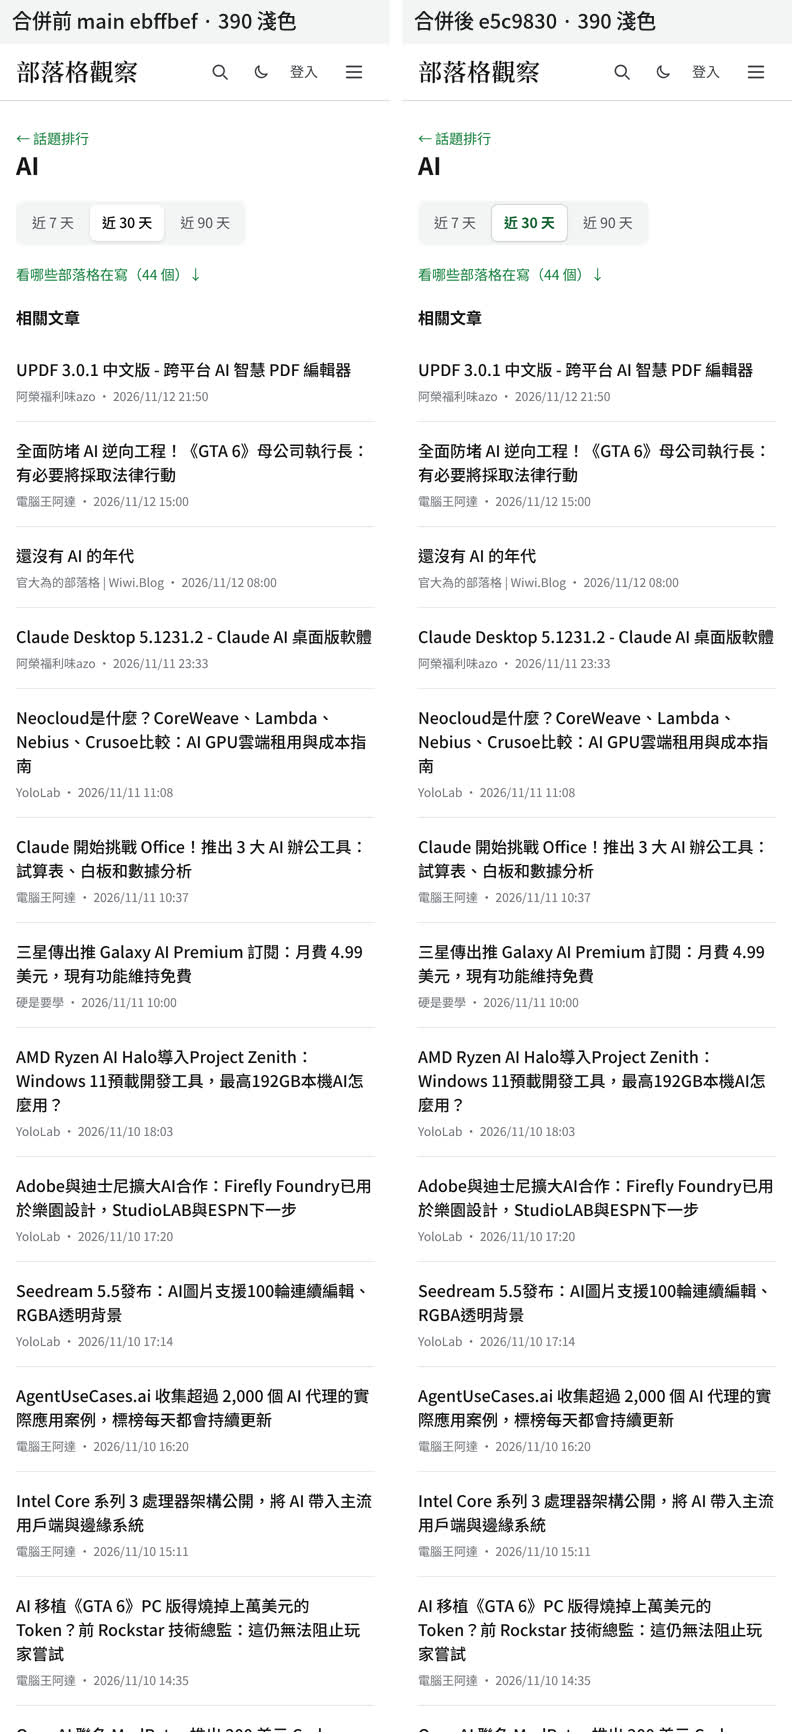 合併前 main ebffbef · 390 淺色
部落格觀察
登入
← 話題排行
AI
近 7 天
近 30 天
近 90 天
看哪些部落格在寫（44 個）↓
相關文章
UPDF 3.0.1 中文版 - 跨平台 AI 智慧 PDF 編輯器
阿榮福利味azo · 2026/11/12 21:50
全面防堵 AI 逆向工程！《GTA 6》母公司執行長：
有必要將採取法律行動
電腦王阿達 · 2026/11/12 15:00
還沒有 AI 的年代
官大為的部落格 | Wiwi.Blog · 2026/11/12 08:00
Claude Desktop 5.1231.2 - Claude AI 桌面版軟體
阿榮福利味azo · 2026/11/11 23:33
Neocloud是什麼？CoreWeave、Lambda、
Nebius、Crusoe比較：AI GPU雲端租用與成本指
南
YoloLab · 2026/11/11 11:08
Claude 開始挑戰 Office！推出 3 大 AI 辦公工具：
試算表、白板和數據分析
電腦王阿達 · 2026/11/11 10:37
三星傳出推 Galaxy AI Premium 訂閱：月費 4.99
美元，現有功能維持免費
硬是要學 · 2026/11/11 10:00
AMD Ryzen AI Halo導入Project Zenith：
Windows 11預載開發工具，最高192GB本機AI怎
麼用？
YoloLab · 2026/11/10 18:03
Adobe與迪士尼擴大AI合作：Firefly Foundry已用
於樂園設計，StudioLAB與ESPN下一步
YoloLab · 2026/11/10 17:20
Seedream 5.5發布：AI圖片支援100輪連續編輯、
RGBA透明背景
YoloLab · 2026/11/10 17:14
AgentUseCases.ai 收集超過 2,000 個 AI 代理的實
際應用案例，標榜每天都會持續更新
電腦王阿達 · 2026/11/10 16:20
Intel Core 系列 3 處理器架構公開，將 AI 帶入主流
用戶端與邊緣系統
電腦王阿達 · 2026/11/10 15:11
AI 移植《GTA 6》PC 版得燒掉上萬美元的
Token？前 Rockstar 技術總監：這仍無法阻止玩
家嘗試
電腦王阿達 · 2026/11/10 14:35
合併後 e5c9830 · 390 淺色
部落格觀察
登入
← 話題排行
AI
近 7 天
近 30 天
近 90 天
看哪些部落格在寫（44 個）↓
相關文章
UPDF 3.0.1 中文版 - 跨平台 AI 智慧 PDF 編輯器
阿榮福利味azo · 2026/11/12 21:50
全面防堵 AI 逆向工程！《GTA 6》母公司執行長：
有必要將採取法律行動
電腦王阿達 · 2026/11/12 15:00
還沒有 AI 的年代
官大為的部落格 | Wiwi.Blog · 2026/11/12 08:00
Claude Desktop 5.1231.2 - Claude AI 桌面版軟體
阿榮福利味azo · 2026/11/11 23:33
Neocloud是什麼？CoreWeave、Lambda、
Nebius、Crusoe比較：AI GPU雲端租用與成本指
南
YoloLab · 2026/11/11 11:08
Claude 開始挑戰 Office！推出 3 大 AI 辦公工具：
試算表、白板和數據分析
電腦王阿達 · 2026/11/11 10:37
三星傳出推 Galaxy AI Premium 訂閱：月費 4.99
美元，現有功能維持免費
硬是要學 · 2026/11/11 10:00
AMD Ryzen AI Halo導入Project Zenith：
Windows 11預載開發工具，最高192GB本機AI怎
麼用？
YoloLab · 2026/11/10 18:03
Adobe與迪士尼擴大AI合作：Firefly Foundry已用
於樂園設計，StudioLAB與ESPN下一步
YoloLab · 2026/11/10 17:20
Seedream 5.5發布：AI圖片支援100輪連續編輯、
RGBA透明背景
YoloLab · 2026/11/10 17:14
AgentUseCases.ai 收集超過 2,000 個 AI 代理的實
際應用案例，標榜每天都會持續更新
電腦王阿達 · 2026/11/10 16:20
Intel Core 系列 3 處理器架構公開，將 AI 帶入主流
用戶端與邊緣系統
電腦王阿達 · 2026/11/10 15:11
AI 移植《GTA 6》PC 版得燒掉上萬美元的
Token？前 Rockstar 技術總監：這仍無法阻止玩
家嘗試
電腦王阿達 · 2026/11/10 14:35